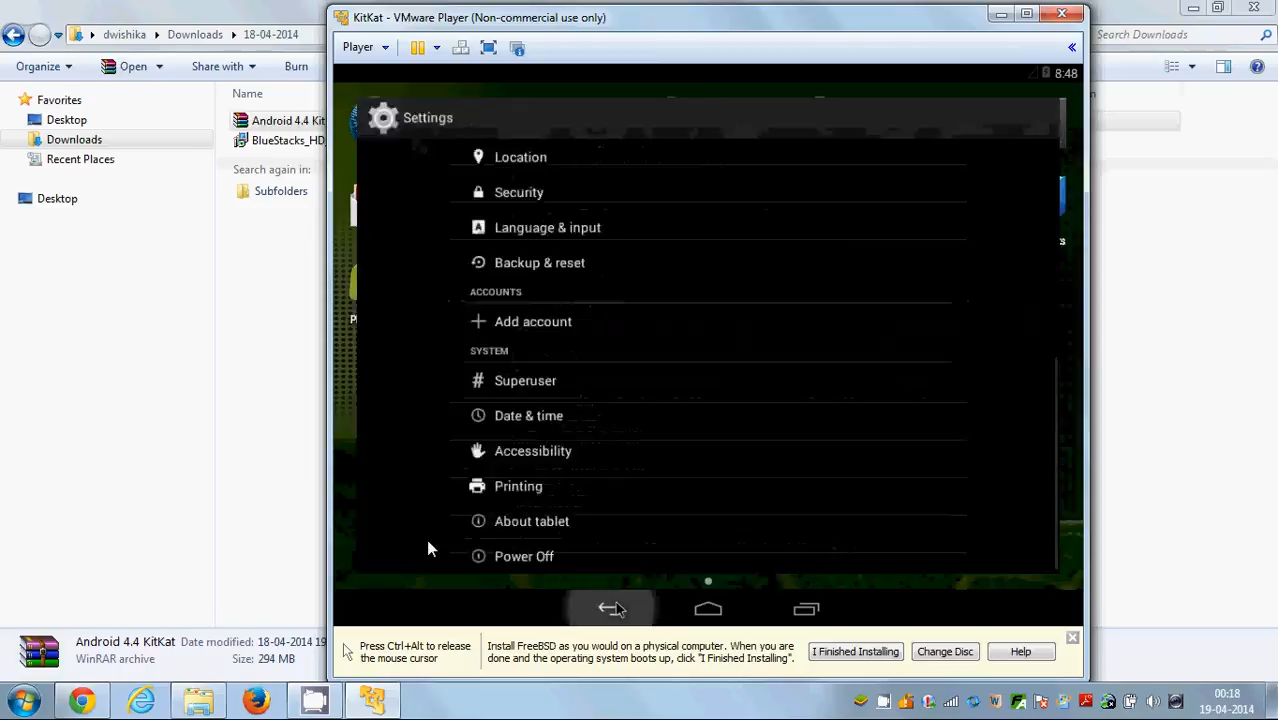 KitKat - VMware Player (Non-commercial use only)
dwishika
Downloads
18-04-2014
Search Downloads
Player
Organize
Open
Share with
Burn
8:48
Settings
Favorites
Desktop
Downloads
Recent Places
Desktop
Name
Android 4.4 Kit
BlueStacks_HD_
Search again in:
Subfolders
Location
Security
Language & input
Backup & reset
ACCOUNTS
Add account
SYSTEM
Superuser
Date & time
Accessibility
Printing
About tablet
Power Off
Press Ctrl+Alt to release
the mouse cursor
Install FreeBSD as you would on a physical computer. When you are
done and the operating system boots up, click "I Finished Installing".
I Finished Installing
Change Disc
Help
Android 4.4 KitKat
Date modified: 18-04-
WinRAR archive
Size: 294 MB
00:18
19-04-2014